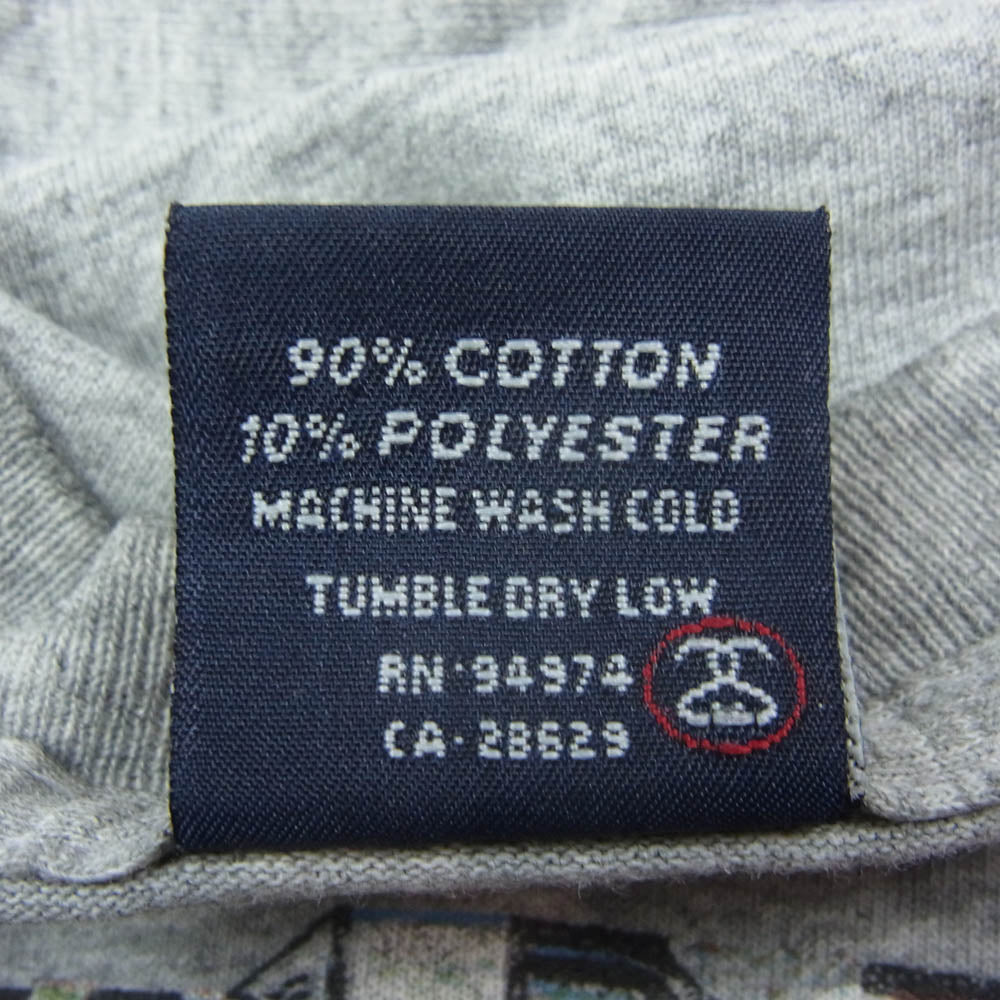 90% COTTON
10% POLYESTER
MACHINE WASH COLD
TUMBLE DRY LOW
RN·94974
CA·28629